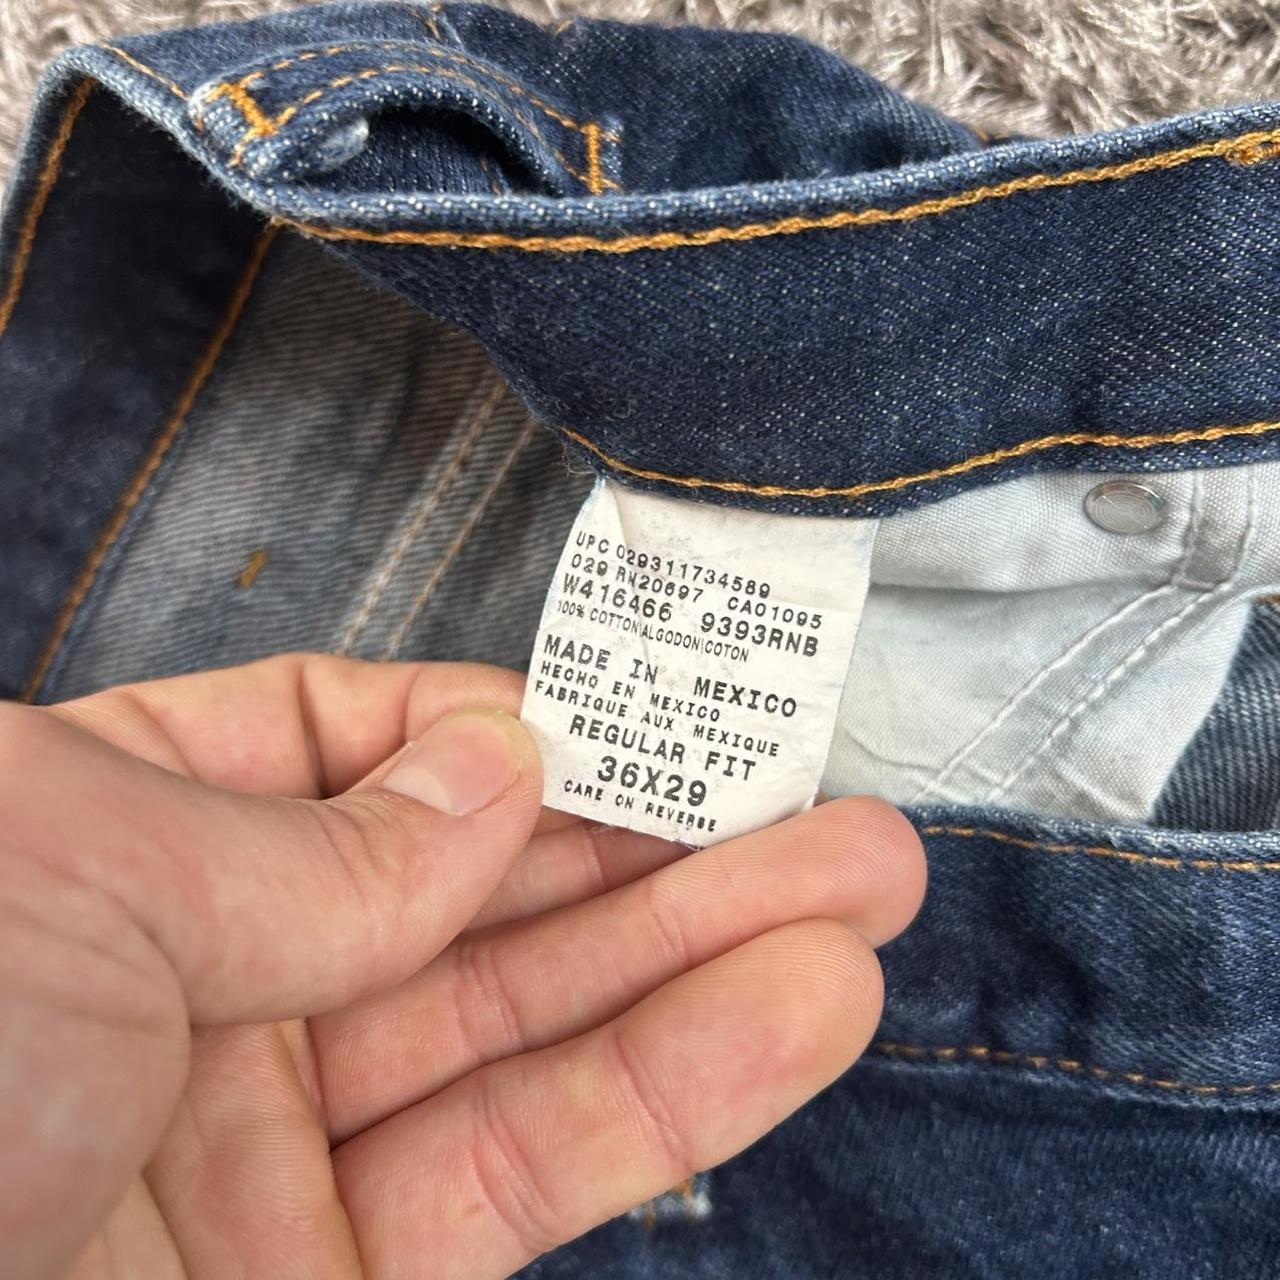 UPC 029311734589
029 RN20697 CA01095
W416466 9393RNB
100% COTTON|ALGODON|COTON
MADE IN MEXICO
HECHO EN MEXICO
FABRIQUE AUX MEXIQUE
REGULAR FIT
36X29
CARE ON REVERSE